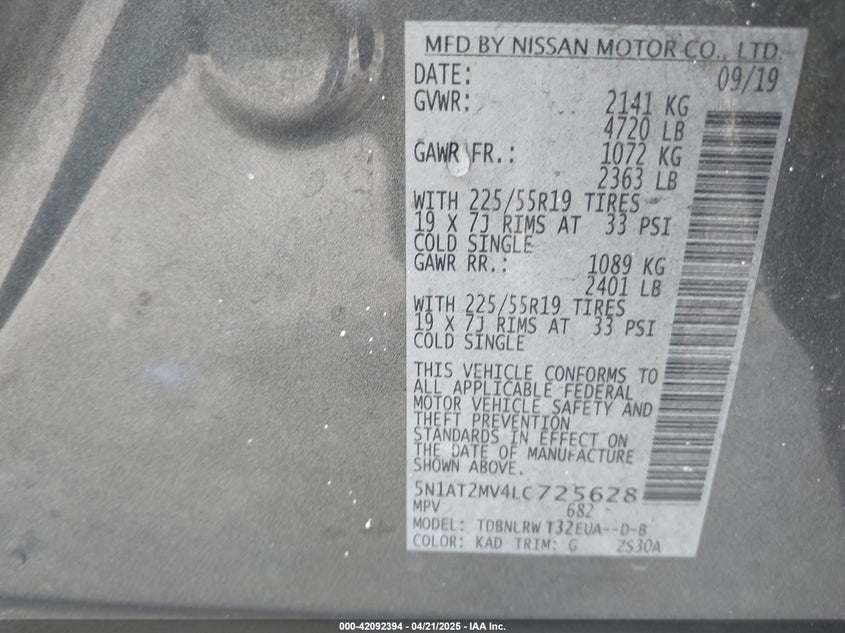 MFD BY NISSAN MOTOR CO., LTD.
DATE: 09/19
GVWR: 2141 KG
4720 LB
GAWR FR.: 1072 KG
2363 LB
WITH 225/55R19 TIRES
19 X 7J RIMS AT 33 PSI
COLD SINGLE
GAWR RR.: 1089 KG
2401 LB
WITH 225/55R19 TIRES
19 X 7J RIMS AT 33 PSI
COLD SINGLE
THIS VEHICLE CONFORMS TO
ALL APPLICABLE FEDERAL
MOTOR VEHICLE SAFETY AND
THEFT PREVENTION
STANDARDS IN EFFECT ON
THE DATE OF MANUFACTURE
SHOWN ABOVE.
5N1AT2MV4LC725628
MPV 682
MODEL: TDBNLRW T32EUA--D-B
COLOR: KAD TRIM: G ZS30A
000-42092394 - 04/21/2025 - IAA Inc.